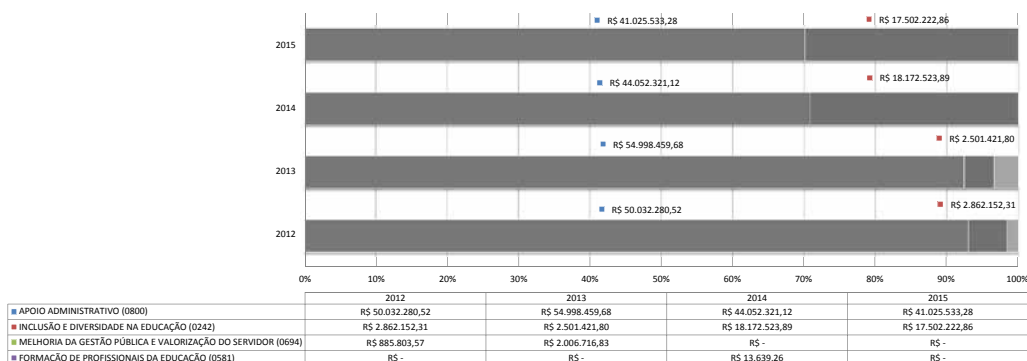 R$ 41.025.533,28 R$ 17.502.222,86
2015
R$ 44.052.321,12 R$ 18.172.523,89
2014
R$ 54.998.459,68 R$ 2.501.421,80
2013
R$ 50.032.280,52 R$ 2.862.152,31
2012
0% 10% 20% 30% 40% 50% 60% 70% 80% 90% 100%
2012 2013 2014 2015
APOIO ADMINISTRATIVO (0800) R$ 50.032.280,52 R$ 54.998.459,68 R$ 44.052.321,12 R$ 41.025.533,28
INCLUSÃO E DIVERSIDADE NA EDUCAÇÃO (0242) R$ 2.862.152,31 R$ 2.501.421,80 R$ 18.172.523,89 R$ 17.502.222,86
MELHORIA DA GESTÃO PÚBLICA E VALORIZAÇÃO DO SERVIDOR (0694) R$ 885.803,57 R$ 2.006.716,83 R$ - R$ -
FORMAÇÃO DE PROFISSIONAIS DA EDUCAÇÃO (0581) R$ - R$ - R$ 13.639,26 R$ -